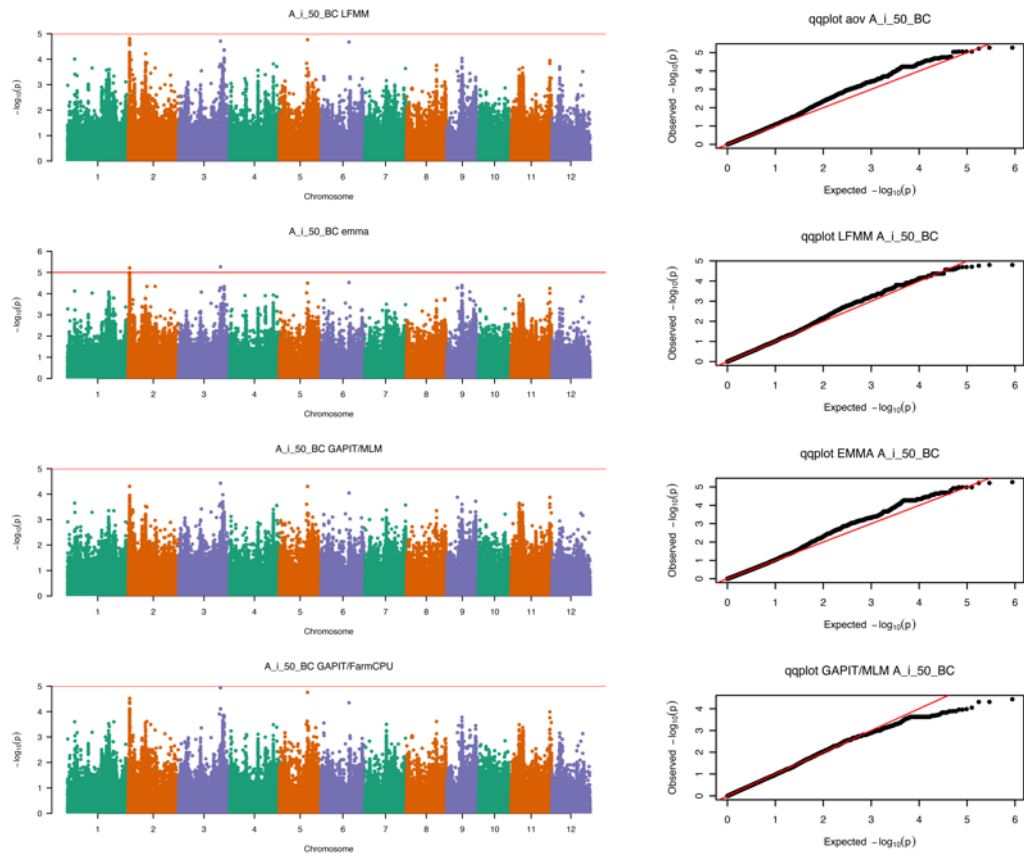 A_i_50_BC LFMM
5
4
3
2
1
0
−log₁₀(p)
1 2 3 4 5 6 7 8 9 10 11 12
Chromosome
A_i_50_BC emma
6
5
4
3
2
1
0
−log₁₀(p)
1 2 3 4 5 6 7 8 9 10 11 12
Chromosome
A_i_50_BC GAPIT/MLM
5
4
3
2
1
0
−log₁₀(p)
1 2 3 4 5 6 7 8 9 10 11 12
Chromosome
A_i_50_BC GAPIT/FarmCPU
5
4
3
2
1
0
−log₁₀(p)
1 2 3 4 5 6 7 8 9 10 11 12
Chromosome
qqplot aov A_i_50_BC
5
4
3
2
1
0
Observed −log₁₀(p)
0 1 2 3 4 5 6
Expected −log₁₀(p)
qqplot LFMM A_i_50_BC
5
4
3
2
1
0
Observed −log₁₀(p)
0 1 2 3 4 5 6
Expected −log₁₀(p)
qqplot EMMA A_i_50_BC
5
4
3
2
1
0
Observed −log₁₀(p)
0 1 2 3 4 5 6
Expected −log₁₀(p)
qqplot GAPIT/MLM A_i_50_BC
4
3
2
1
0
Observed −log₁₀(p)
0 1 2 3 4 5 6
Expected −log₁₀(p)